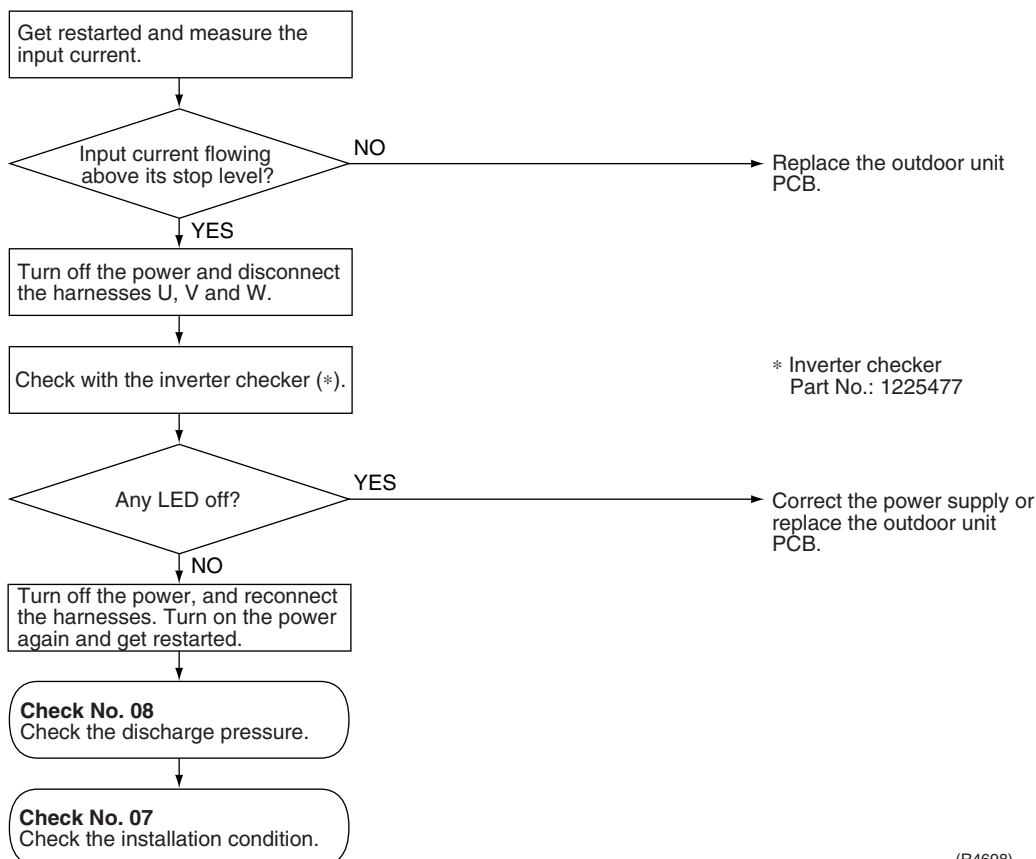 Get restarted and measure the
input current.
Input current flowing
above its stop level?
NO
Replace the outdoor unit
PCB.
YES
Turn off the power and disconnect
the harnesses U, V and W.
Check with the inverter checker (*).
* Inverter checker
Part No.: 1225477
Any LED off?
YES
Correct the power supply or
replace the outdoor unit
PCB.
NO
Turn off the power, and reconnect
the harnesses. Turn on the power
again and get restarted.
Check No. 08
Check the discharge pressure.
Check No. 07
Check the installation condition.
(R4698)